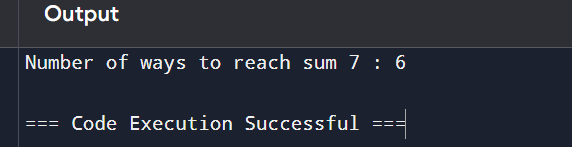 Output
Number of ways to reach sum 7 : 6
=== Code Execution Successful ===